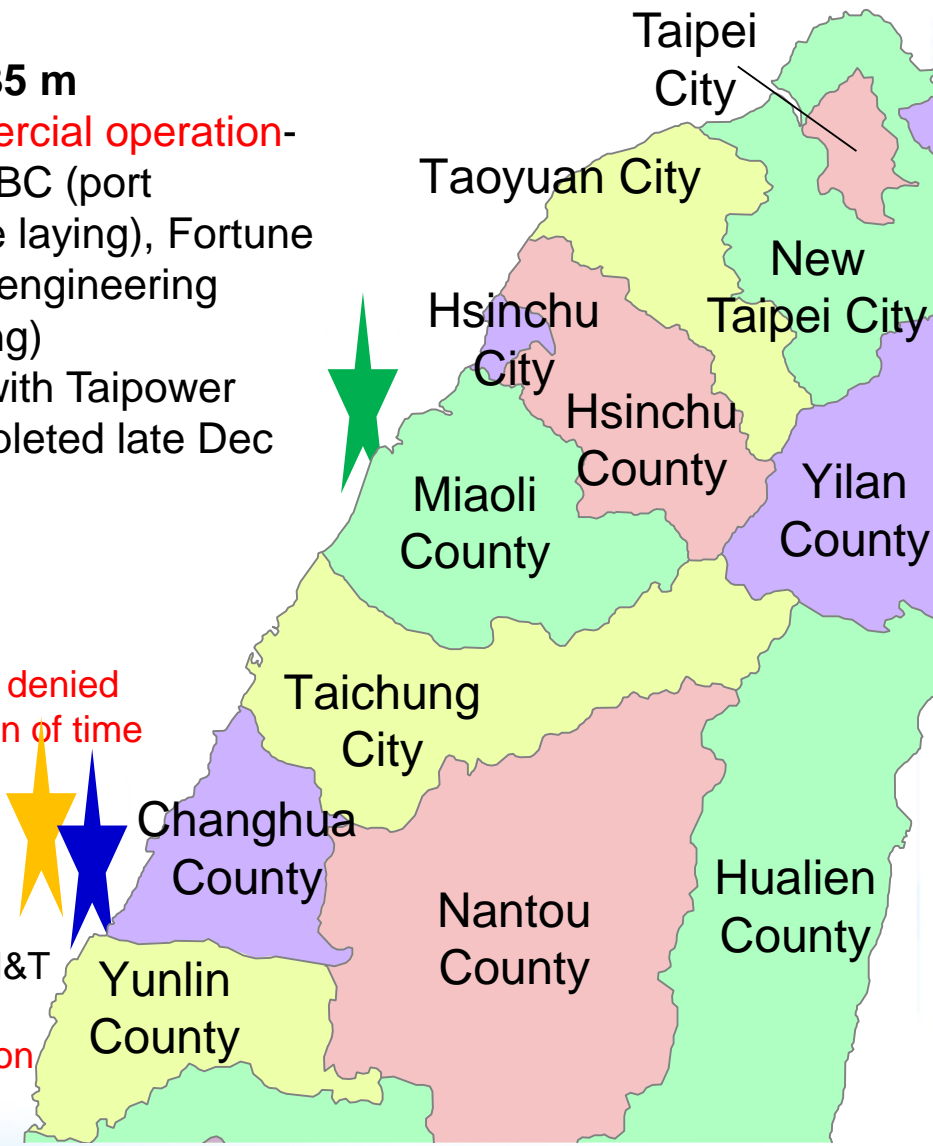 Taipei
City
35 m
ercial operation-
BC (port
e laying), Fortune
engineering
ng)
with Taipower
pleted late Dec
Taoyuan City
New
Taipei City
Hsinchu
City
Hsinchu
County
Miaoli
County
Yilan
County
denied
n of time
Taichung
City
Changhua
County
Nantou
County
Hualien
County
&T
Yunlin
County
on